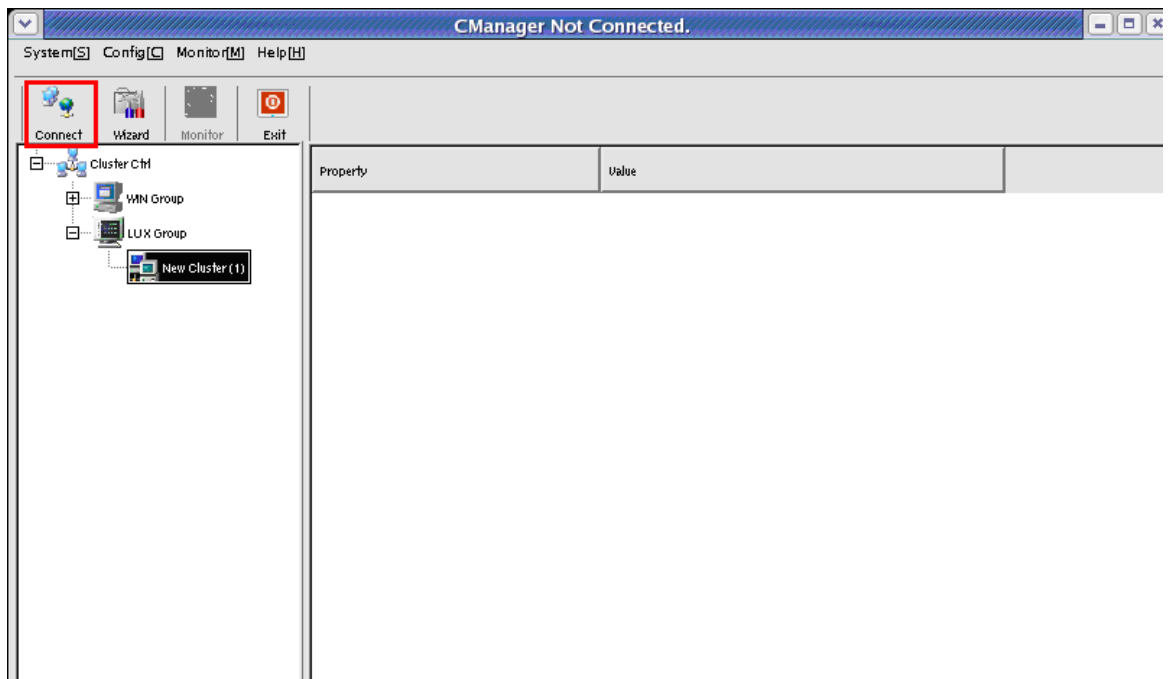 CManager Not Connected.
System[S] Config[C] Monitor[M] Help[H]
Connect Wizard Monitor Exit
Cluster Ctrl
Property Value
WIN Group
LUX Group
New Cluster (1)